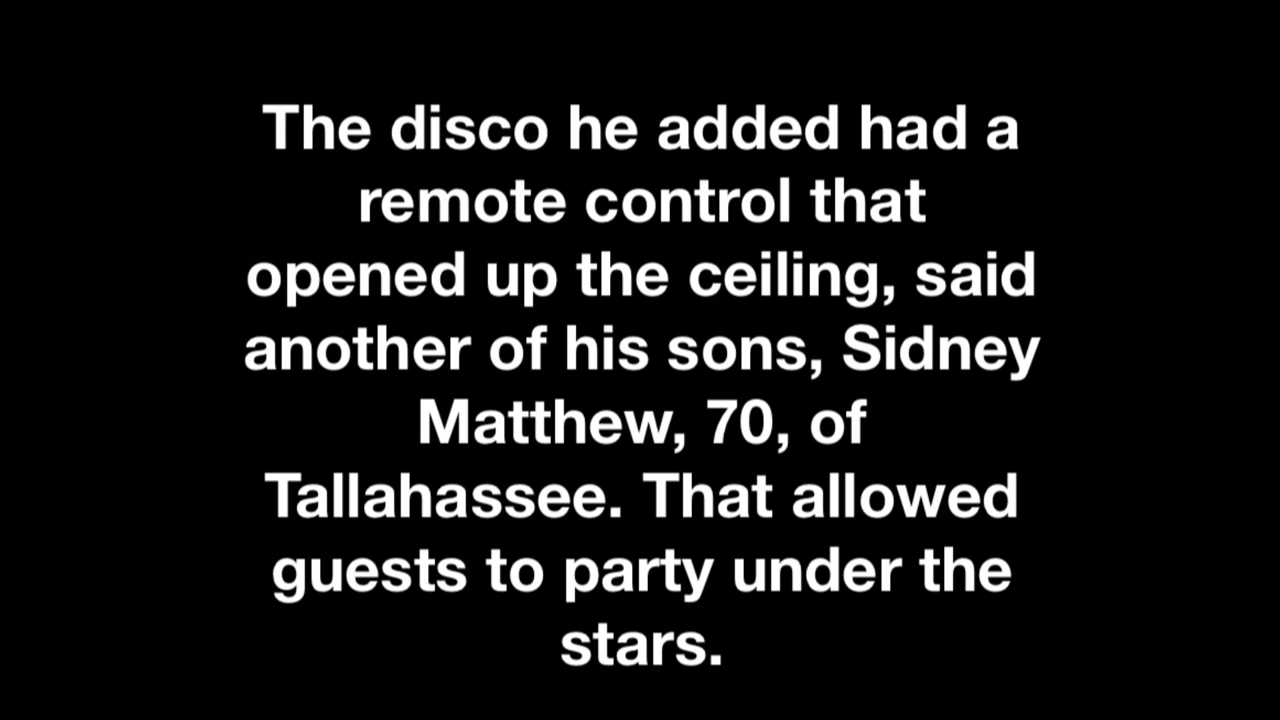 The disco he added had a
remote control that
opened up the ceiling, said
another of his sons, Sidney
Matthew, 70, of
Tallahassee. That allowed
guests to party under the
stars.